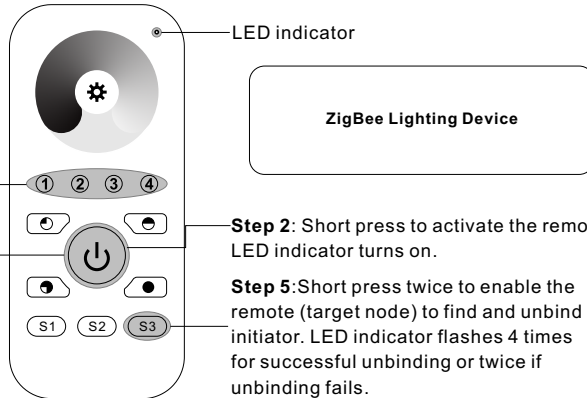 LED indicator
ZigBee Lighting Device
1 2 3 4
Step 2: Short press to activate the remo
LED indicator turns on.
Step 5:Short press twice to enable the
remote (target node) to find and unbind
initiator. LED indicator flashes 4 times
for successful unbinding or twice if
unbinding fails.
S1 S2 S3